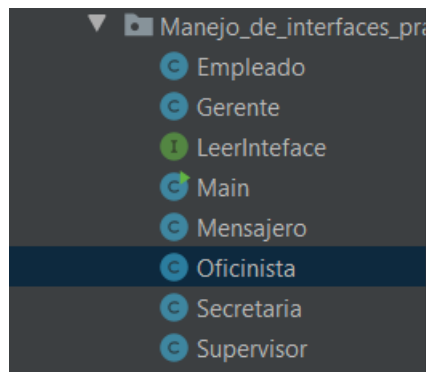 Manejo_de_interfaces_pra
C Empleado
C Gerente
I LeerInteface
C Main
C Mensajero
C Oficinista
C Secretaria
C Supervisor